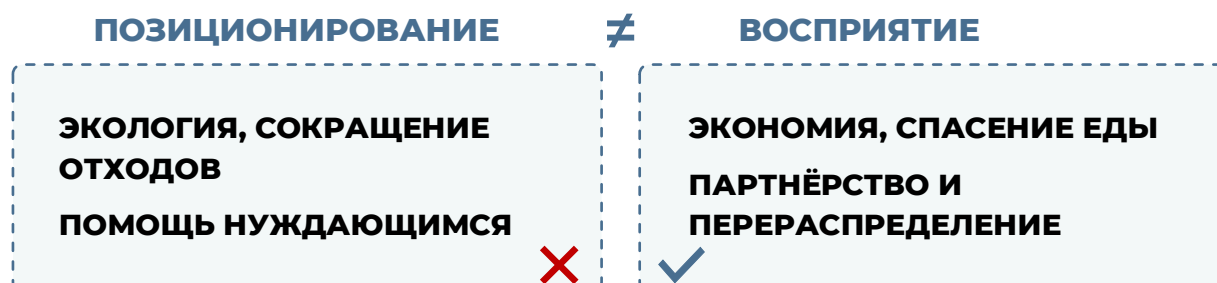 ПОЗИЦИОНИРОВАНИЕ ≠ ВОСПРИЯТИЕ
ЭКОЛОГИЯ, СОКРАЩЕНИЕ
ОТХОДОВ
ПОМОЩЬ НУЖДАЮЩИМСЯ
ЭКОНОМИЯ, СПАСЕНИЕ ЕДЫ
ПАРТНЁРСТВО И
ПЕРЕРАСПРЕДЕЛЕНИЕ